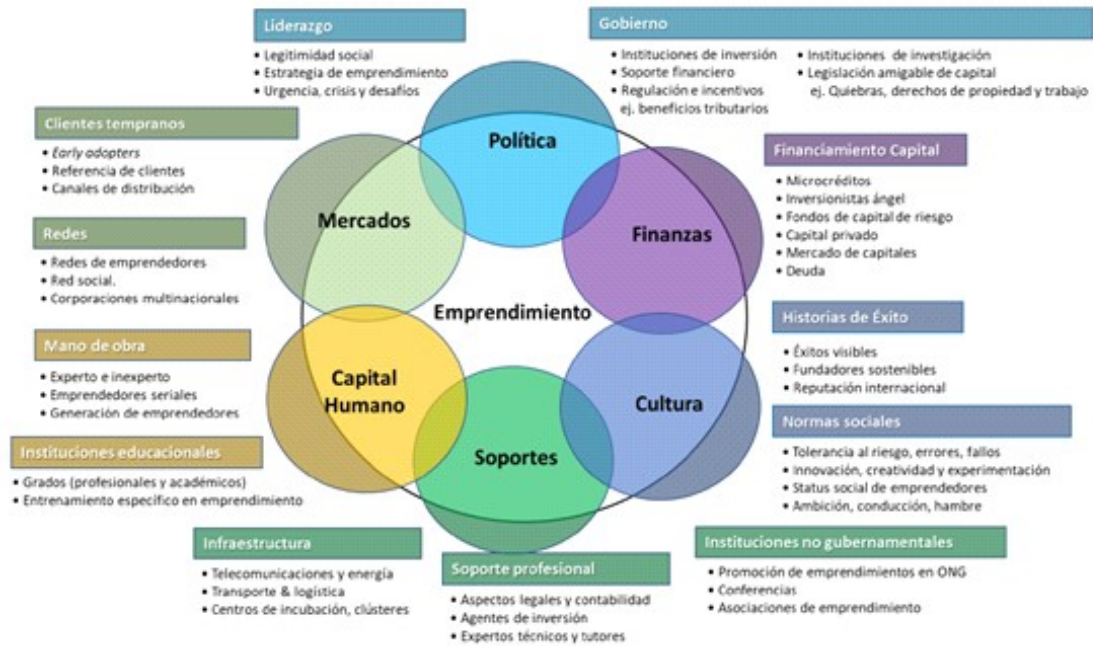 Liderazgo
• Legitimidad social
• Estrategia de emprendimiento
• Urgencia, crisis y desafíos
Gobierno
• Instituciones de inversión
• Soporte financiero
• Regulación e incentivos
ej. beneficios tributarios
• Instituciones de investigación
• Legislación amigable de capital
ej. Quiebras, derechos de propiedad y trabajo
Clientes tempranos
• Early adopters
• Referencia de clientes
• Canales de distribución
Redes
• Redes de emprendedores
• Red social.
• Corporaciones multinacionales
Mano de obra
• Experto e inexperto
• Emprendedores seriales
• Generación de emprendedores
Instituciones educacionales
• Grados (profesionales y académicos)
• Entrenamiento específico en emprendimiento
Política
Mercados
Finanzas
Emprendimiento
Capital
Humano
Cultura
Soportes
Financiamiento Capital
• Microcréditos
• Inversionistas ángel
• Fondos de capital de riesgo
• Capital privado
• Mercado de capitales
• Deuda
Historias de Éxito
• Éxitos visibles
• Fundadores sostenibles
• Reputación internacional
Normas sociales
• Tolerancia al riesgo, errores, fallos
• Innovación, creatividad y experimentación
• Status social de emprendedores
• Ambición, conducción, hambre
Infraestructura
• Telecomunicaciones y energía
• Transporte & logística
• Centros de incubación, clústeres
Soporte profesional
• Aspectos legales y contabilidad
• Agentes de inversión
• Expertos técnicos y tutores
Instituciones no gubernamentales
• Promoción de emprendimientos en ONG
• Conferencias
• Asociaciones de emprendimiento